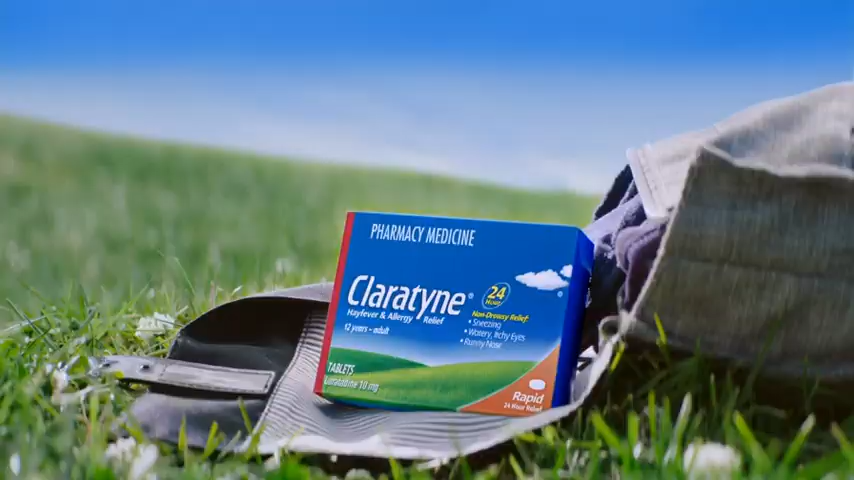 PHARMACY MEDICINE
Claratyne®
Hayfever & Allergy Relief
12 years – adult
24
HOUR
Non-Drowsy Relief:
• Sneezing
• Watery, Itchy Eyes
• Runny Nose
TABLETS
Loratadine 10 mg
Rapid
24 Hour Relief